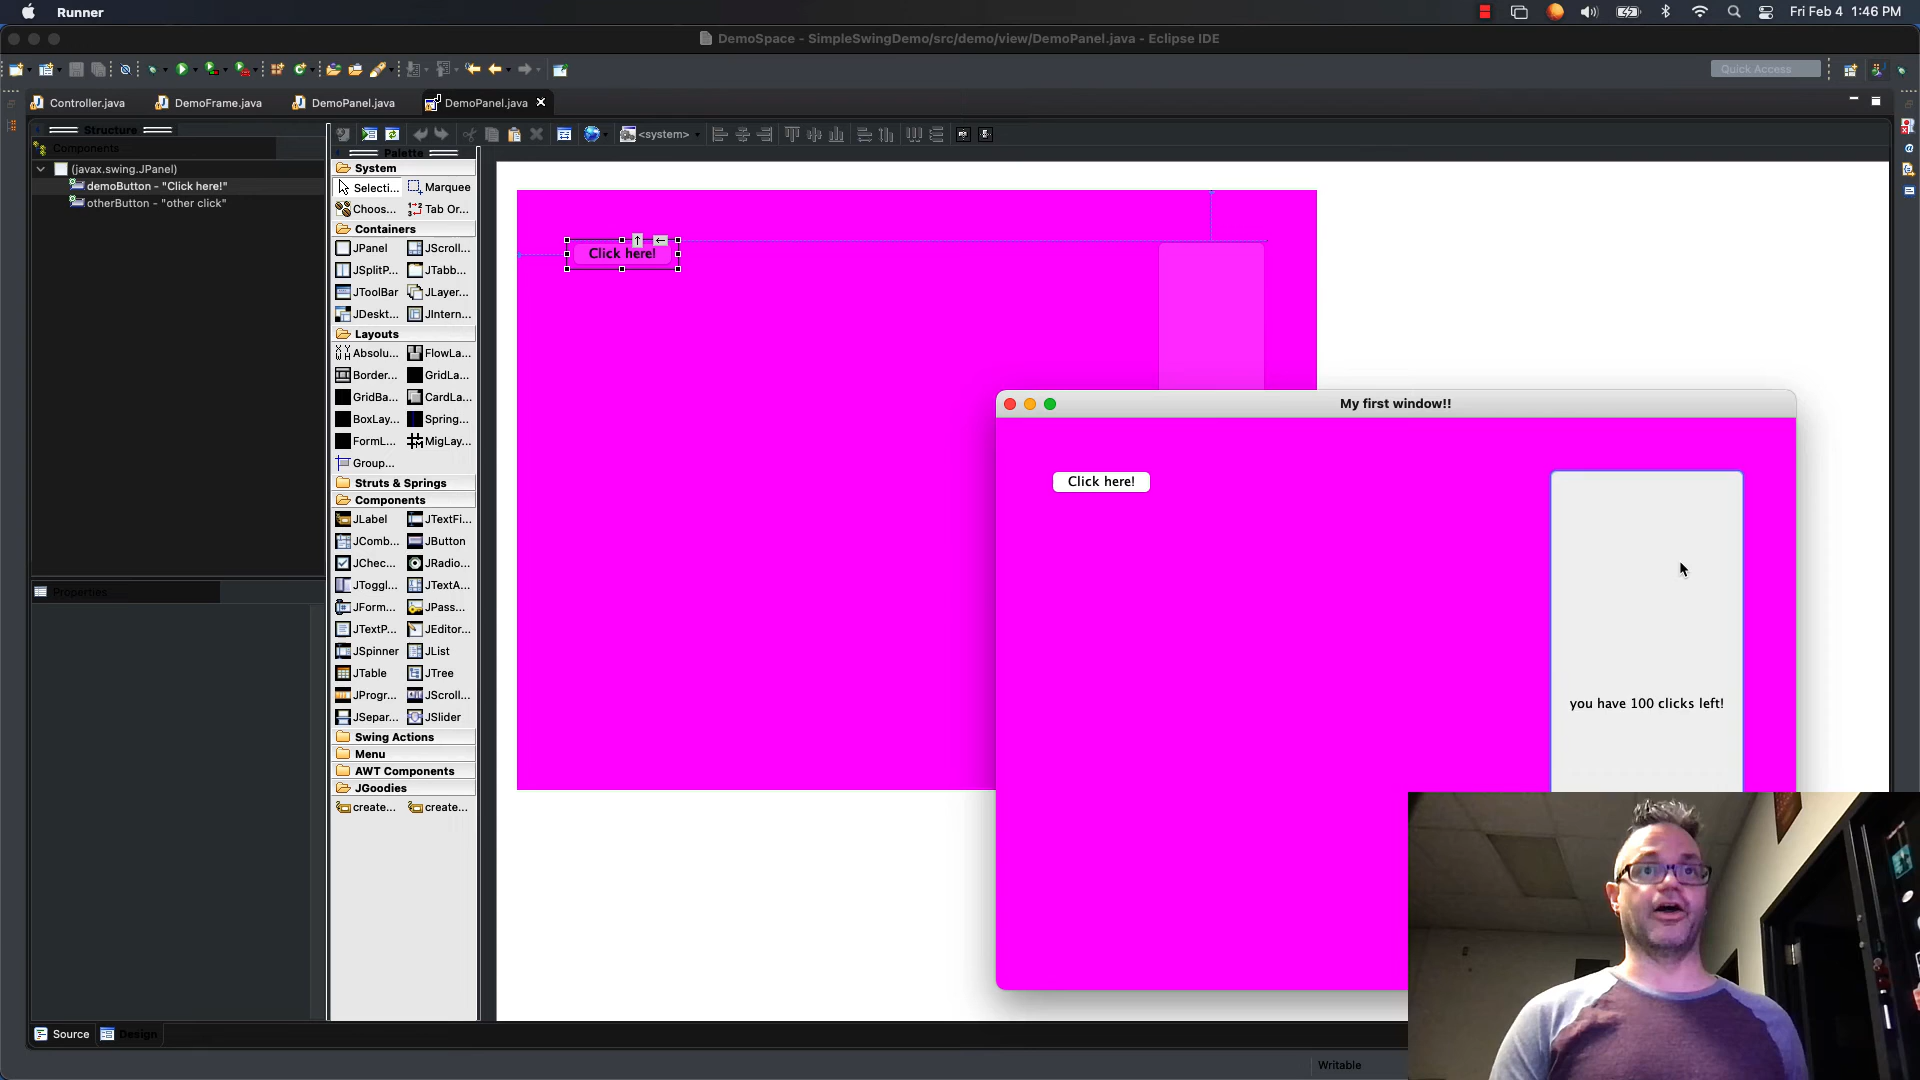 Runner
Fri Feb 4 1:46 PM
DemoSpace - SimpleSwingDemo/src/demo/view/DemoPanel.java - Eclipse IDE
Quick Access
Controller.java
DemoFrame.java
DemoPanel.java
DemoPanel.java
Structure
Components
(javax.swing.JPanel)
demoButton - "Click here!"
otherButton - "other click"
Properties
<system>
Palette
System
Selecti... Marquee
Choos... Tab Or...
Containers
JPanel JScroll...
JSplitP... JTabb...
JToolBar JLayer...
JDeskt... JIntern...
Layouts
Absolu... FlowLa...
Border... GridLa...
GridBa... CardLa...
BoxLay... Spring...
FormL... MigLay...
Group...
Struts & Springs
Components
JLabel JTextFi...
JComb... JButton
JChec... JRadio...
JToggl... JTextA...
JForm... JPass...
JTextP... JEditor...
JSpinner JList
JTable JTree
JProgr... JScroll...
JSepar... JSlider
Swing Actions
Menu
AWT Components
JGoodies
create... create...
Click here!
My first window!!
Click here!
you have 100 clicks left!
Source
Design
Writable